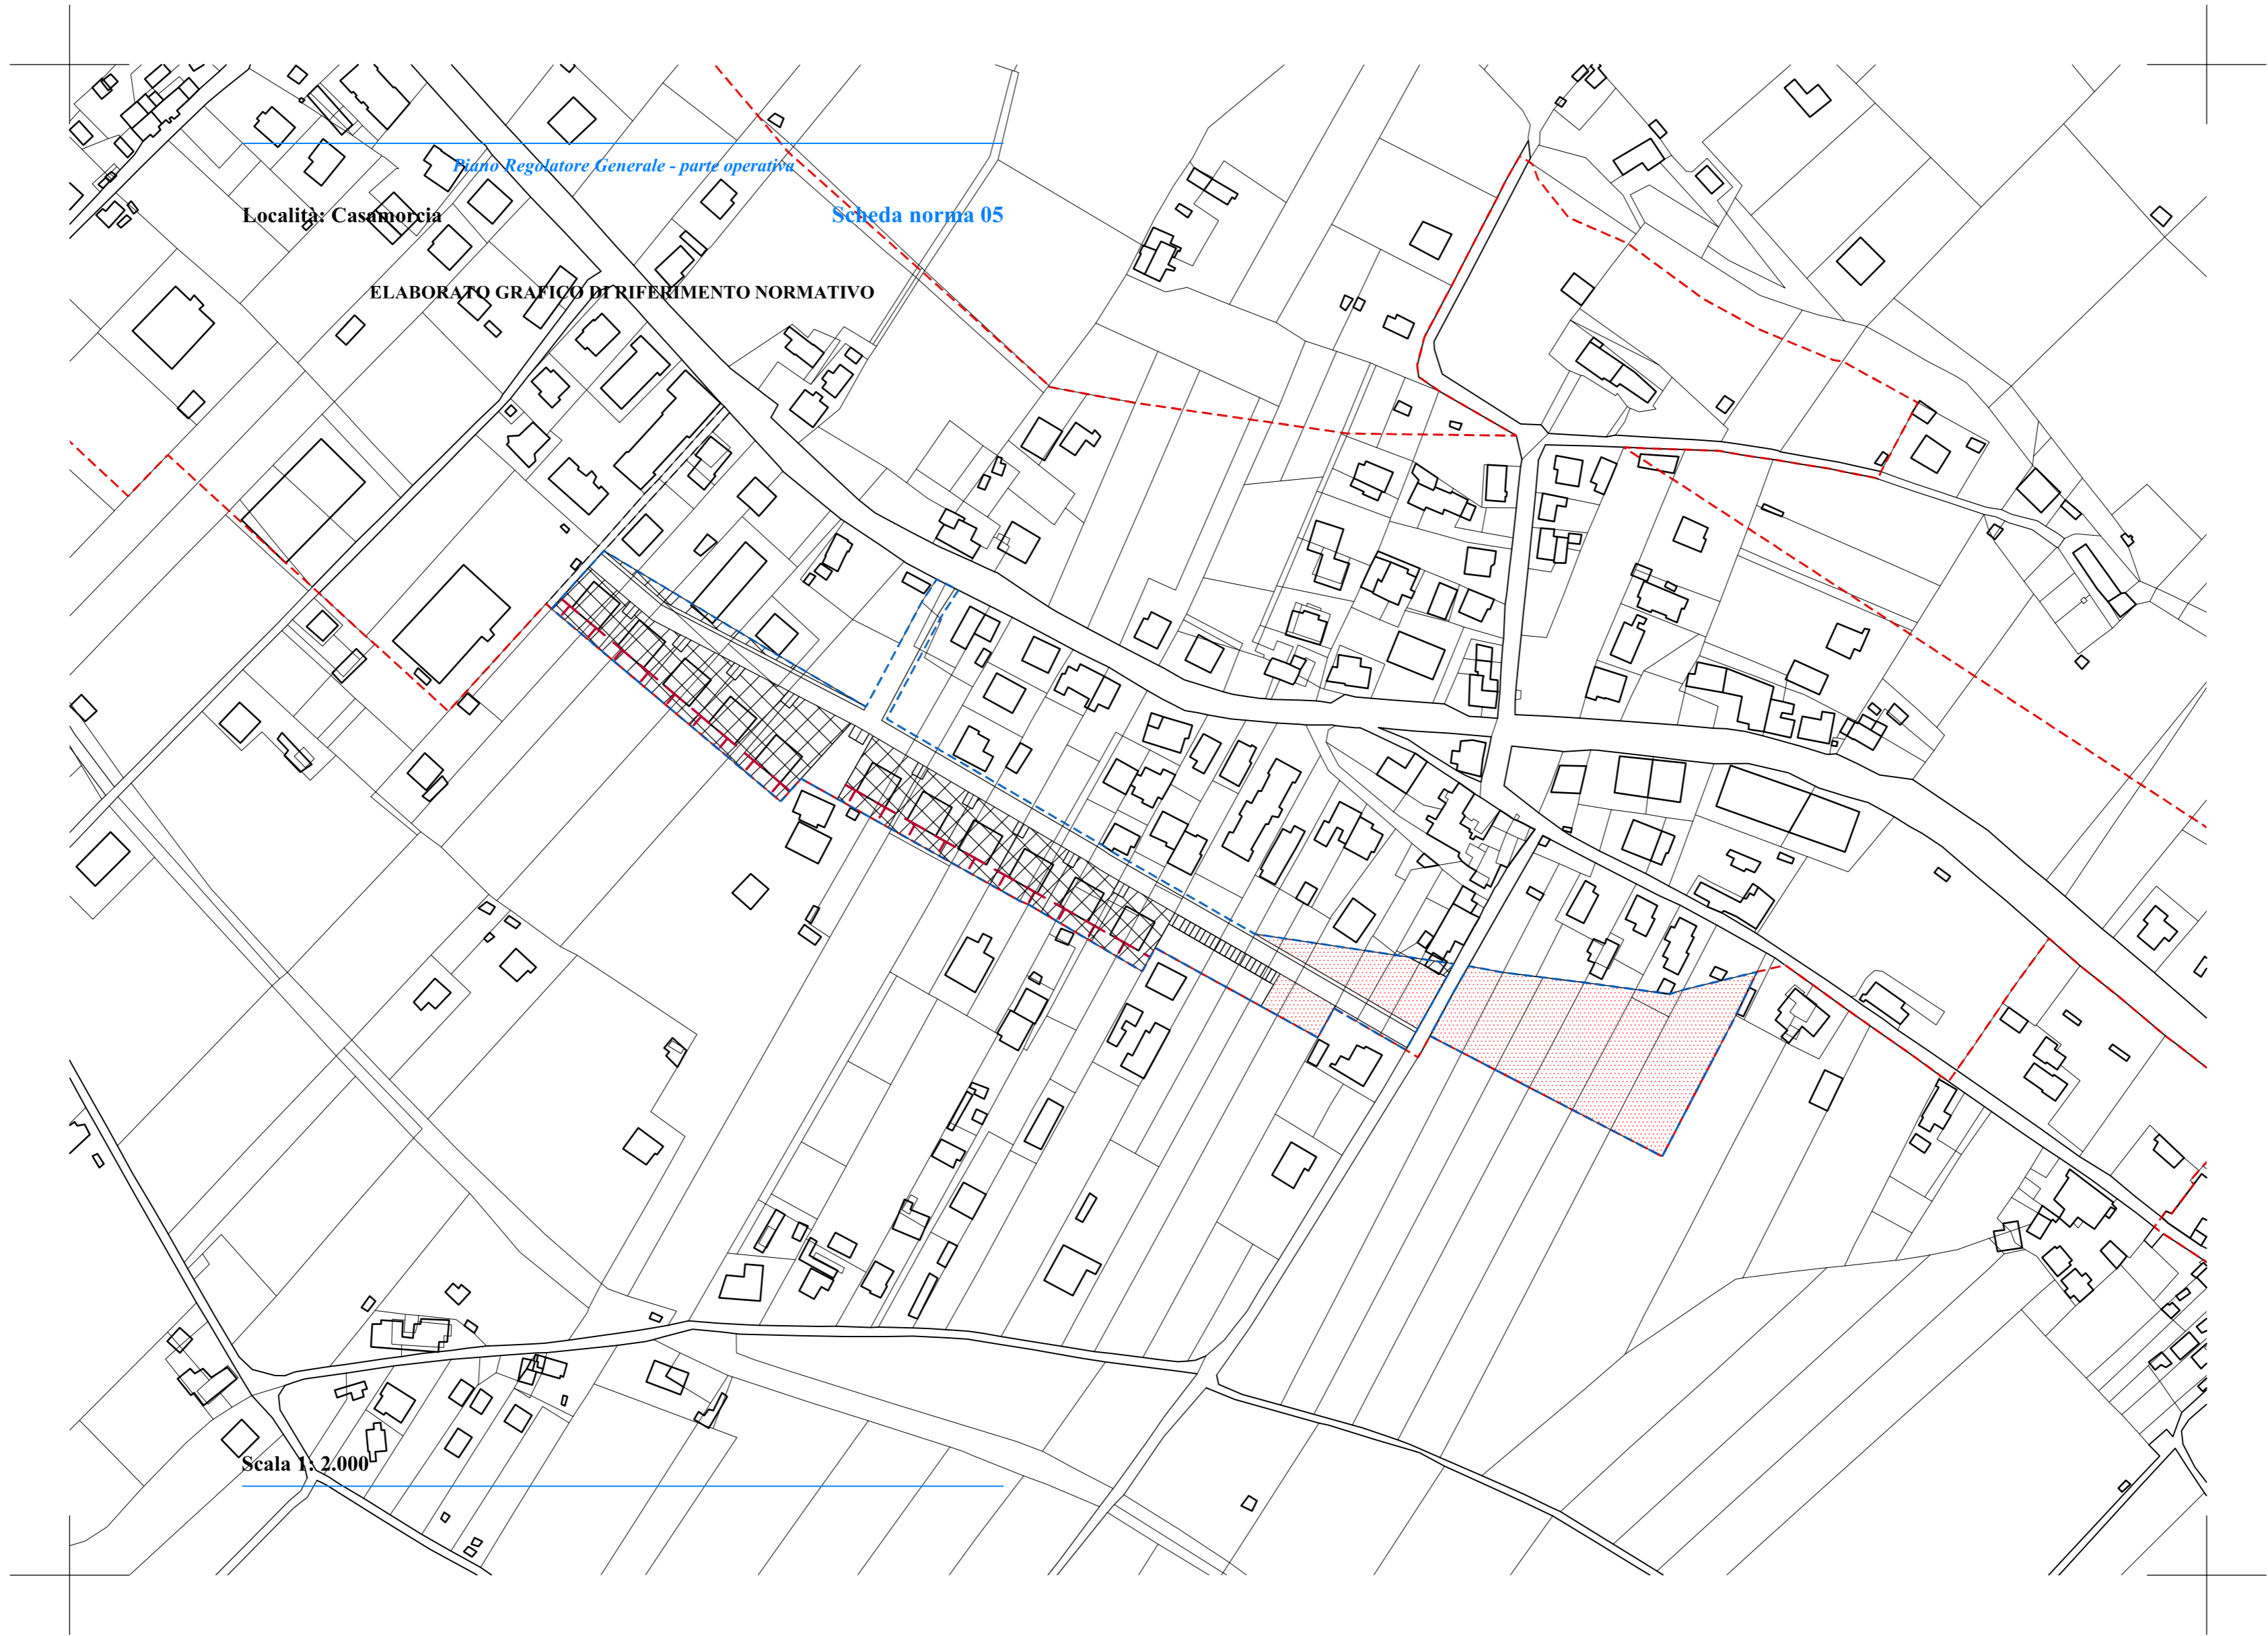 Piano Regolatore Generale - parte operativa
Località: Casamorcia Scheda norma 05
ELABORATO GRAFICO DI RIFERIMENTO NORMATIVO
Scala 1: 2.000